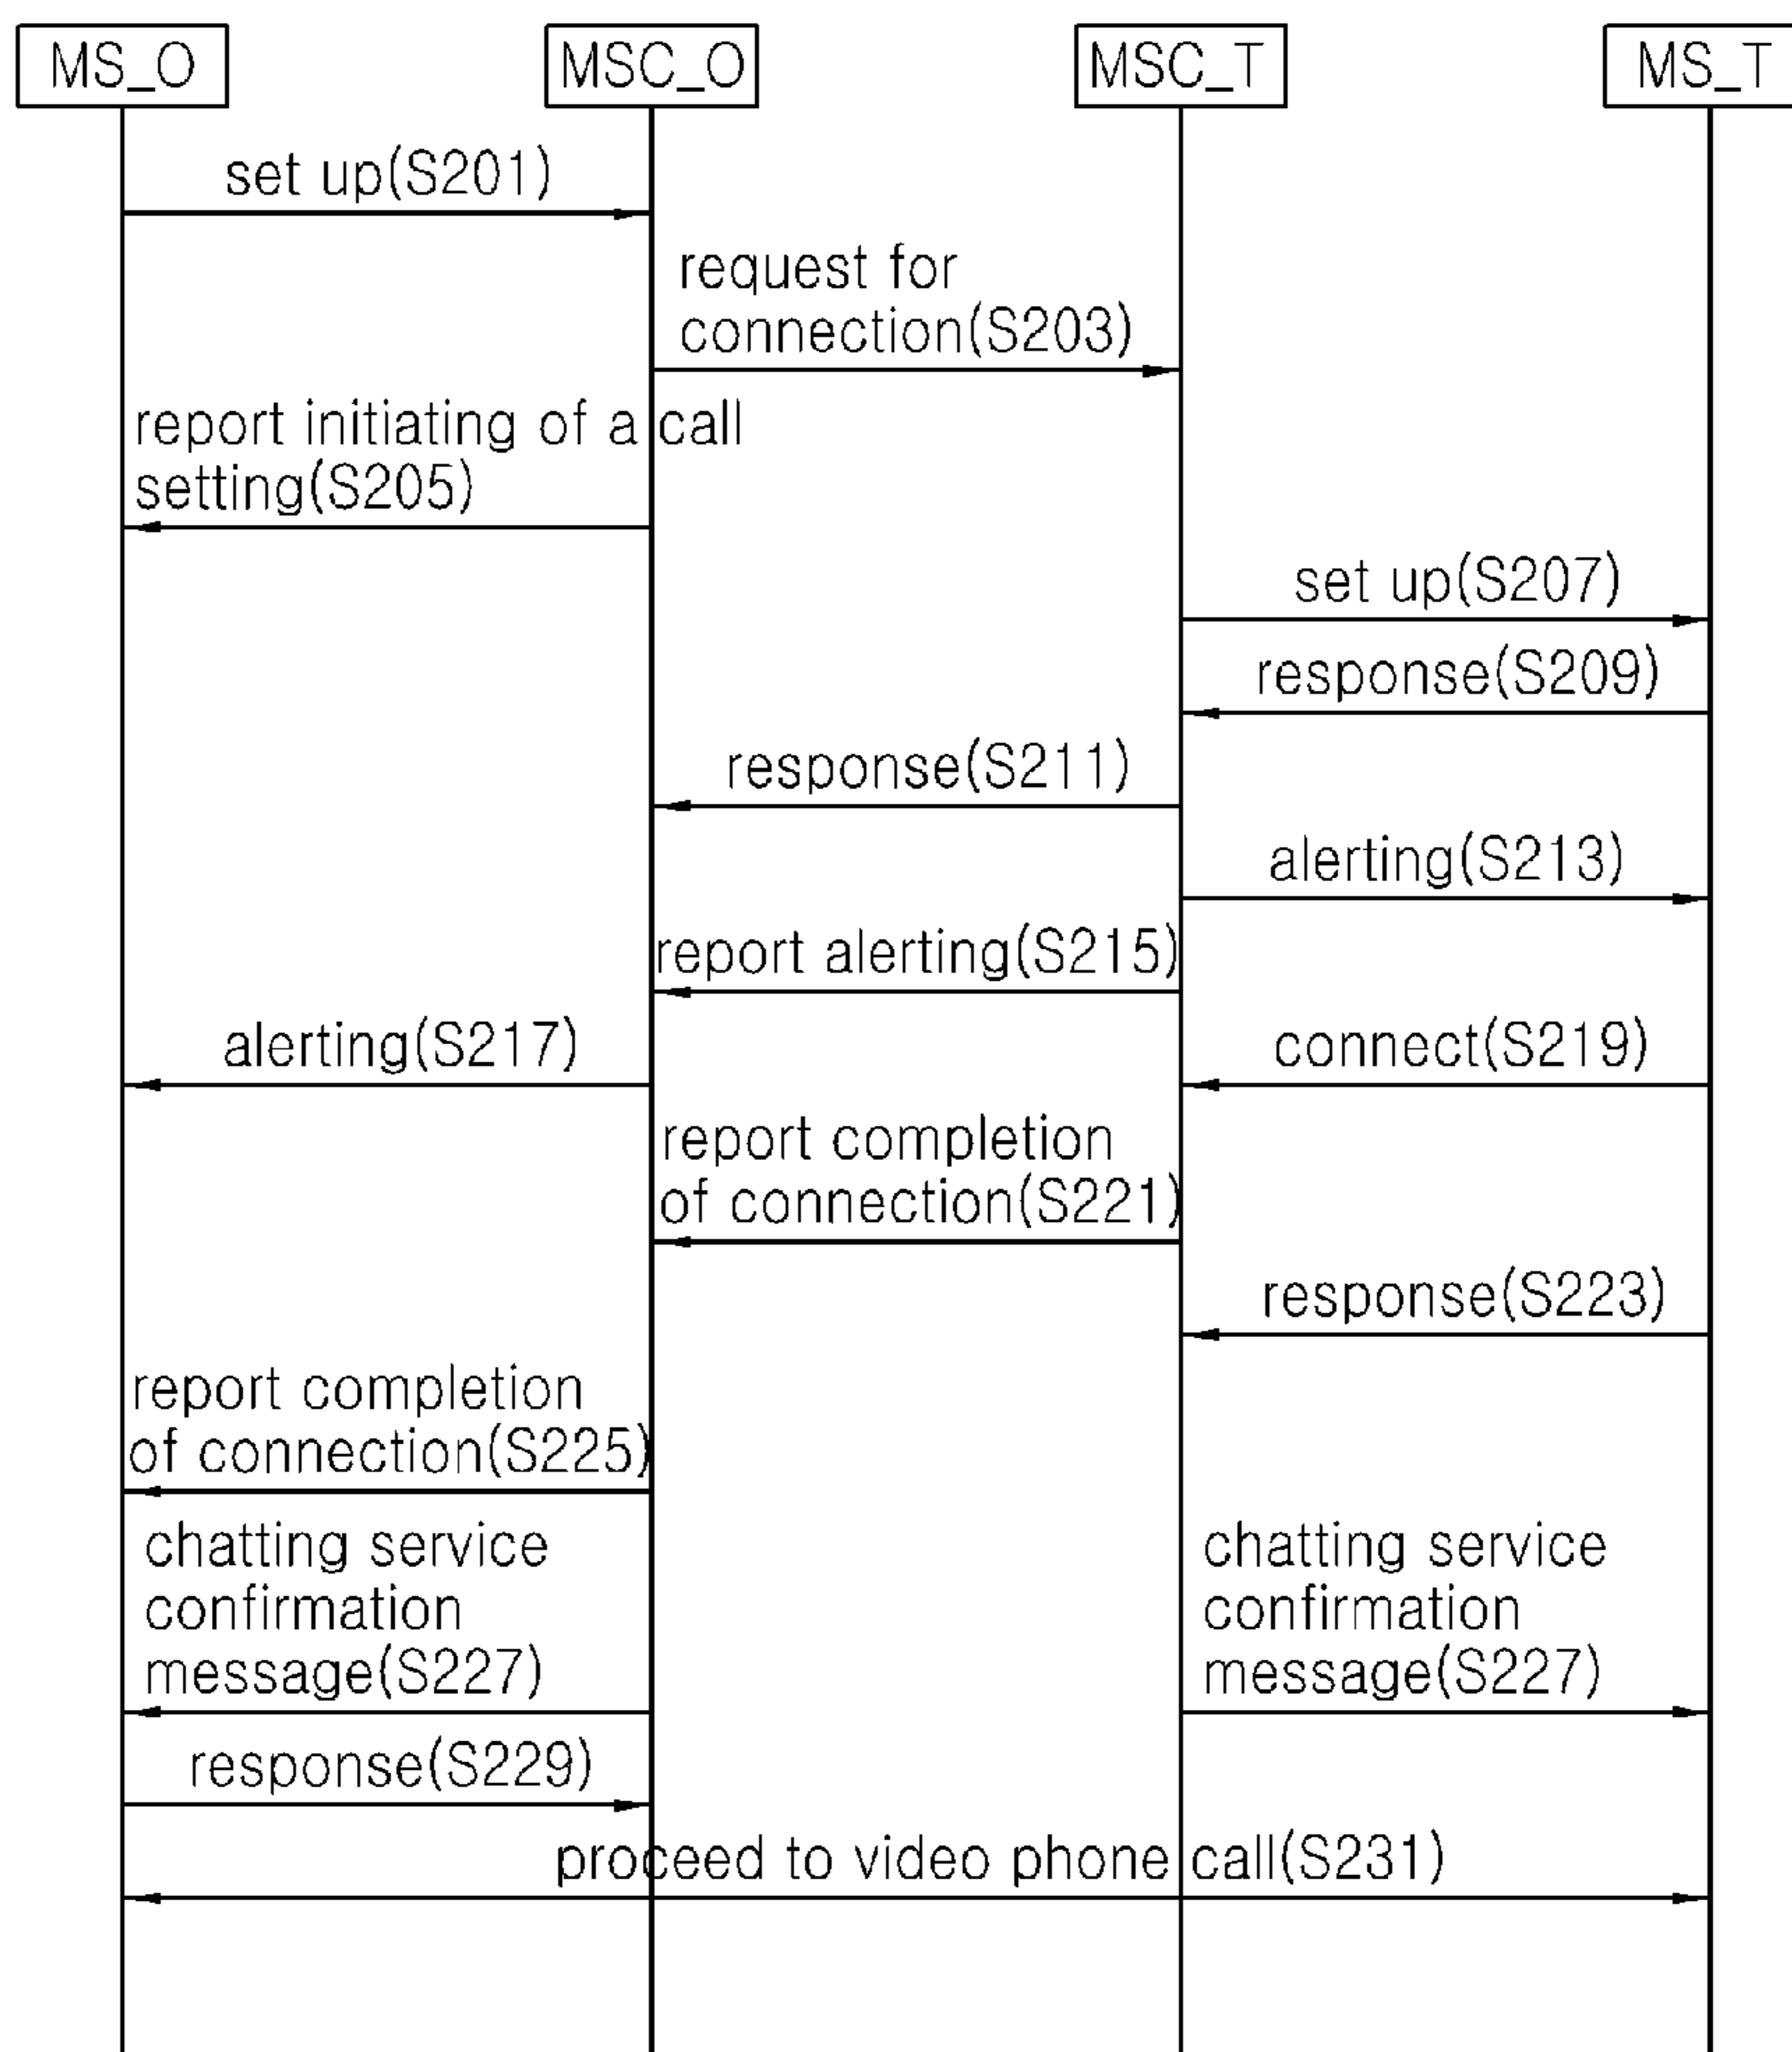 MS_O
MSC_O
MSC_T
MS_T
set up(S201)
request for
connection(S203)
report initiating of a call
setting(S205)
set up(S207)
response(S209)
response(S211)
alerting(S213)
report alerting(S215)
alerting(S217)
connect(S219)
report completion
of connection(S221)
response(S223)
report completion
of connection(S225)
chatting service
confirmation
message(S227)
chatting service
confirmation
message(S227)
response(S229)
proceed to video phone call(S231)